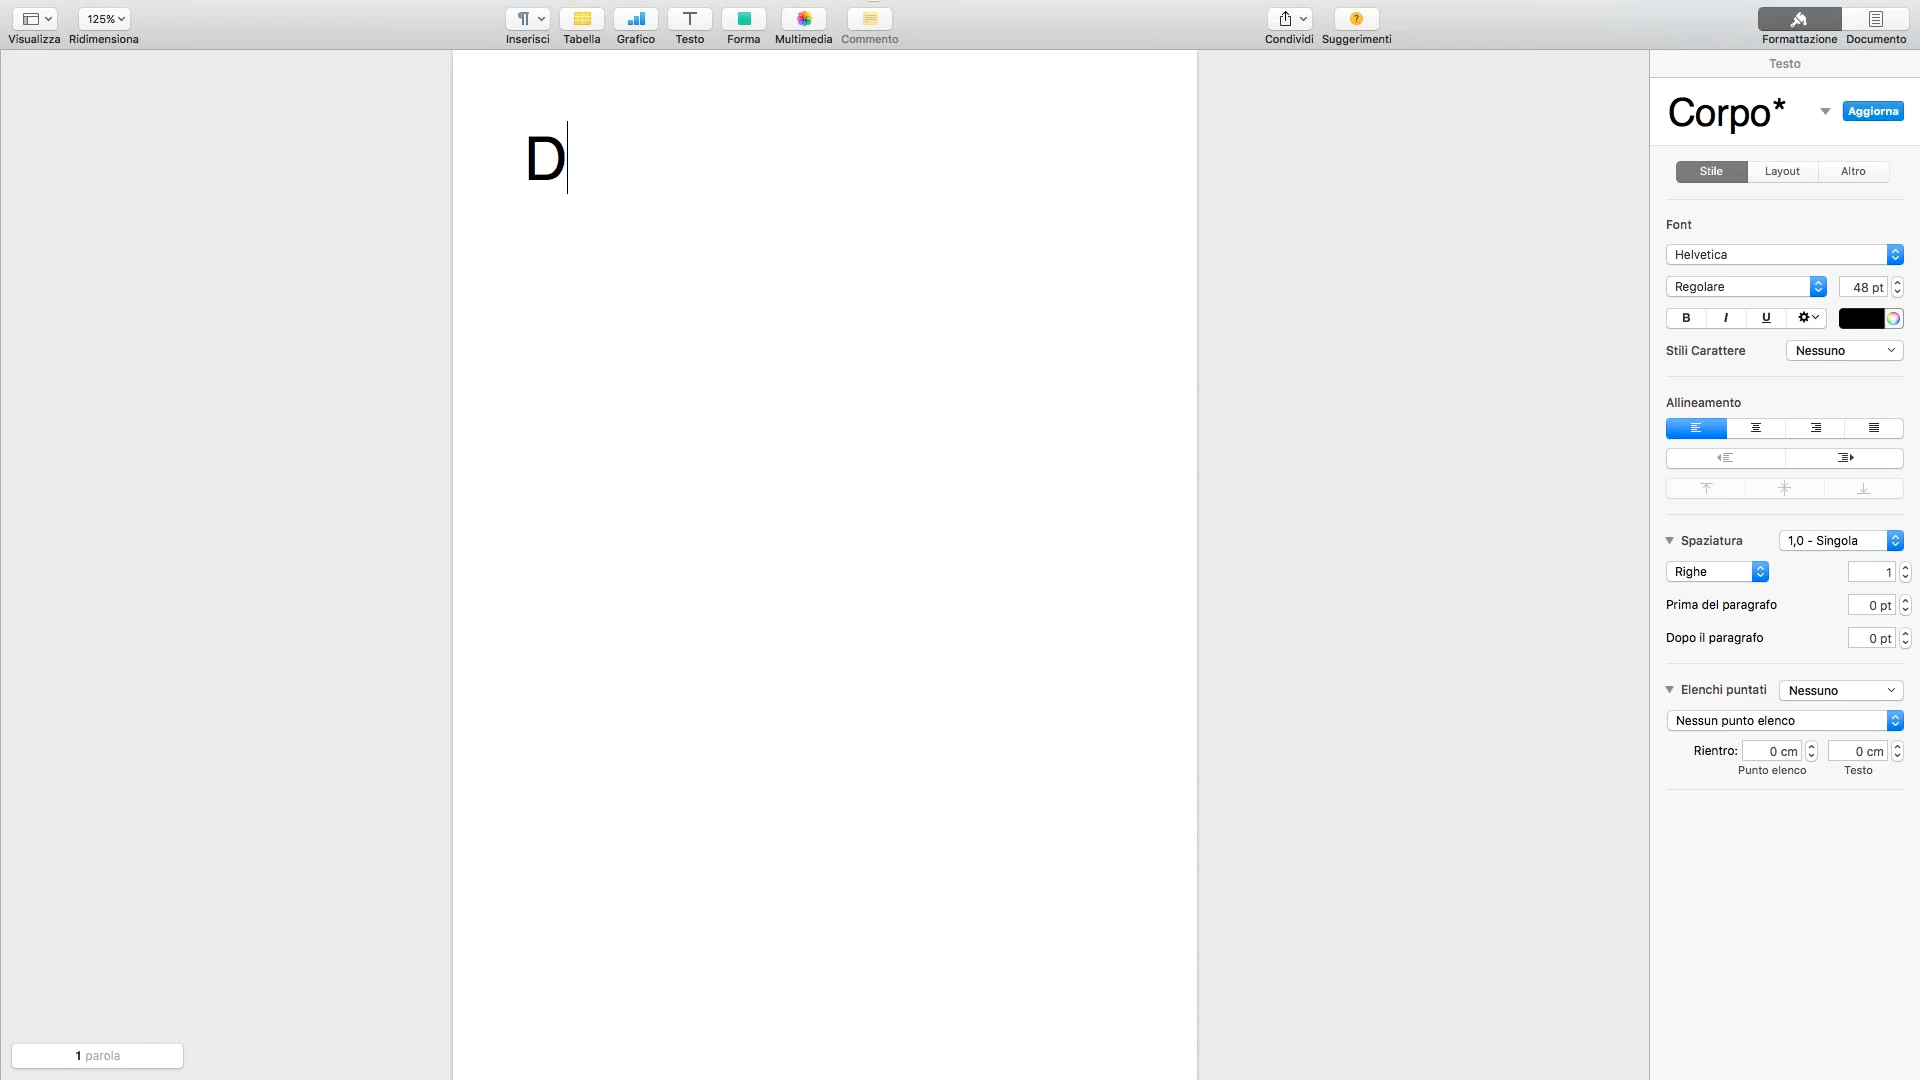 125%
Visualizza Ridimensiona
Inserisci Tabella Grafico Testo Forma Multimedia Commento
?
Condividi Suggerimenti
Formattazione Documento
D
Testo
Corpo* Aggiorna
Stile Layout Altro
Font
Helvetica
Regolare 48 pt
B I U
Stili Carattere Nessuno
Allineamento
Spaziatura 1,0 - Singola
Righe 1
Prima del paragrafo 0 pt
Dopo il paragrafo 0 pt
Elenchi puntati Nessuno
Nessun punto elenco
Rientro: 0 cm 0 cm
Punto elenco Testo
1 parola